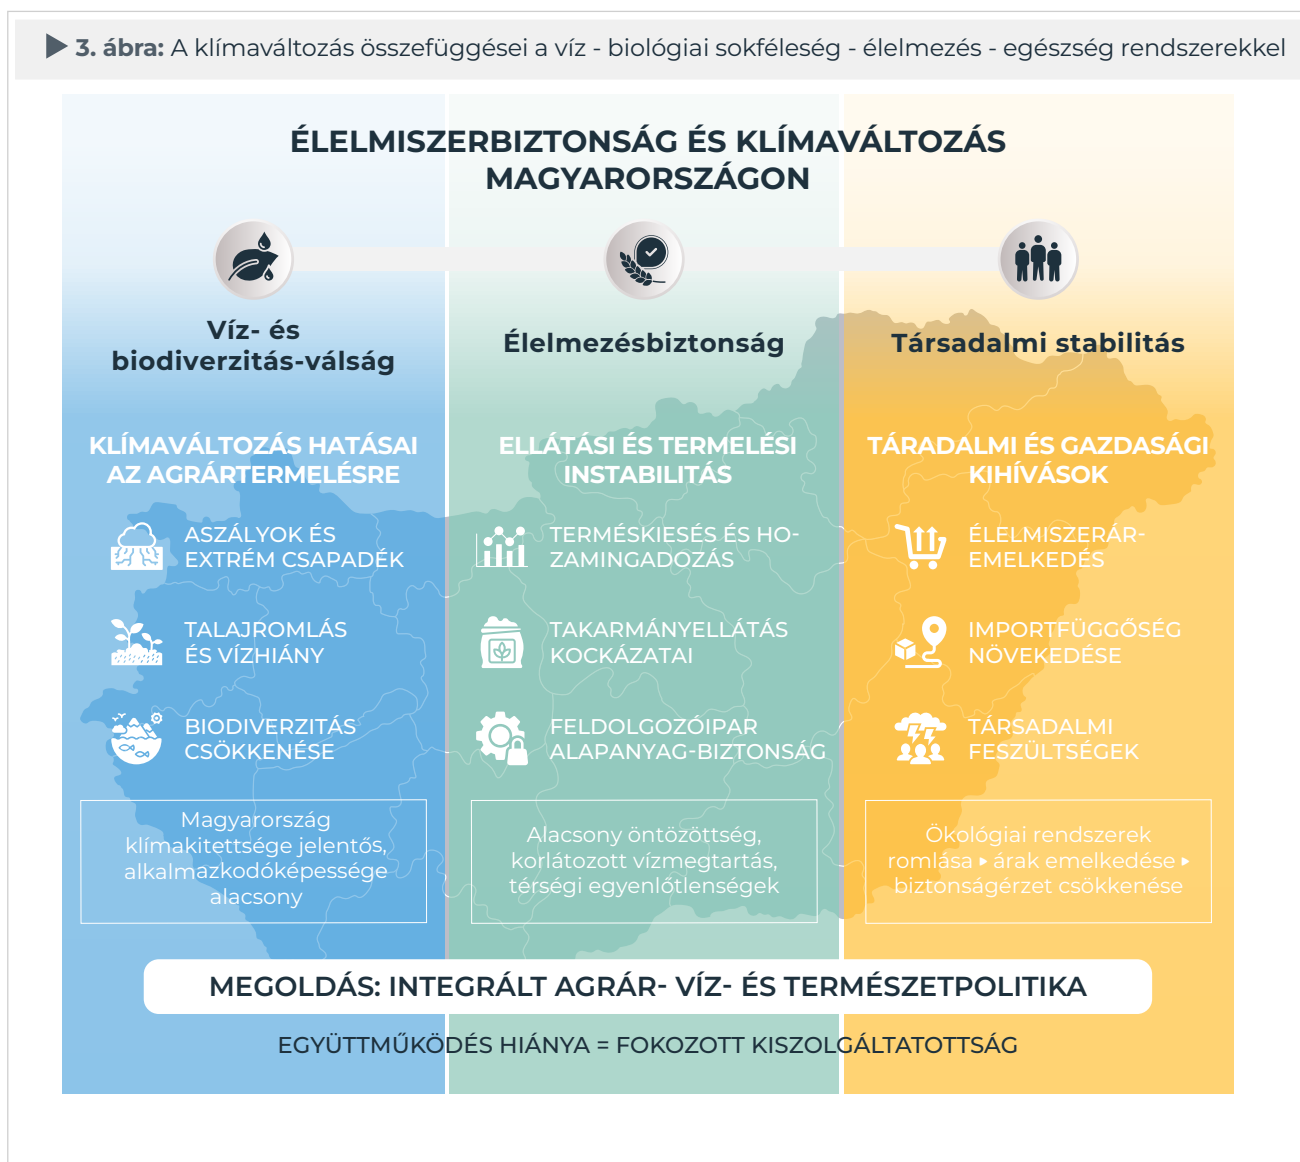 ▶ 3. ábra: A klímaváltozás összefüggései a víz - biológiai sokféleség - élelmezés - egészség rendszerekkel
ÉLELMISZERBIZTONSÁG ÉS KLÍMAVÁLTOZÁS
MAGYARORSZÁGON
Víz- és
biodiverzitás-válság
KLÍMAVÁLTOZÁS HATÁSAI
AZ AGRÁRTERMELÉSRE
ASZÁLYOK ÉS
EXTRÉM CSAPADÉK
TALAJROMLÁS
ÉS VÍZHIÁNY
BIODIVERZITÁS
CSÖKKENÉSE
Magyarország
klímakitettsége jelentős,
alkalmazkodóképessége
alacsony
Élelmezésbiztonság
ELLÁTÁSI ÉS TERMELÉSI
INSTABILITÁS
TERMÉSKIESÉS ÉS HO-
ZAMINGADOZÁS
TAKARMÁNYELLÁTÁS
KOCKÁZATAI
FELDOLGOZÓIPAR
ALAPANYAG-BIZTONSÁG
Alacsony öntözöttség,
korlátozott vízmegtartás,
térségi egyenlőtlenségek
Társadalmi stabilitás
TÁRADALMI ÉS GAZDASÁGI
KIHÍVÁSOK
ÉLELMISZERÁR-
EMELKEDÉS
IMPORTFÜGGŐSÉG
NÖVEKEDÉSE
TÁRSADALMI
FESZÜLTSÉGEK
Ökológiai rendszerek
romlása ▸ árak emelkedése ▸
biztonságérzet csökkenése
MEGOLDÁS: INTEGRÁLT AGRÁR- VÍZ- ÉS TERMÉSZETPOLITIKA
EGYÜTTMŰKÖDÉS HIÁNYA = FOKOZOTT KISZOLGÁLTATOTTSÁG